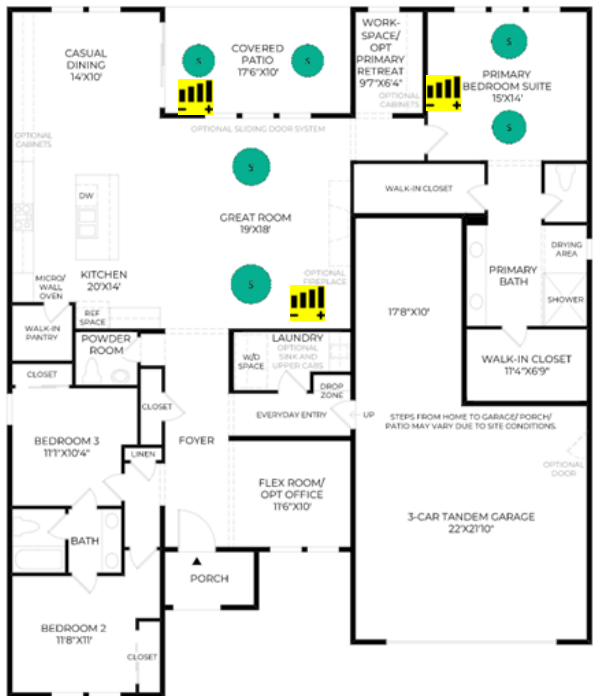 CASUAL
DINING
14'X10'
S
COVERED
PATIO
17'6"X10'
S
WORK-
SPACE/
OPT
PRIMARY
RETREAT
9'7"X6'4"
OPTIONAL
CABINETS
S
PRIMARY
BEDROOM SUITE
15'X14'
S
- +
- +
OPTIONAL SLIDING DOOR SYSTEM
OPTIONAL
CABINETS
S
DW
GREAT ROOM
19'X18'
WALK-IN CLOSET
DRYING
AREA
PRIMARY
BATH
SHOWER
MICRO/
WALL
OVEN
KITCHEN
20'X14'
S
OPTIONAL
FIREPLACE
- +
17'8"X10'
REF
SPACE
WALK-IN
PANTRY
POWDER
ROOM
LAUNDRY
OPTIONAL
SINK AND
UPPER CABS
W/D
SPACE
WALK-IN CLOSET
11'4"X6'9"
CLOSET
CLOSET
DROP
ZONE
EVERYDAY ENTRY
UP
STEPS FROM HOME TO GARAGE/ PORCH/
PATIO MAY VARY DUE TO SITE CONDITIONS.
BEDROOM 3
11'1"X10'4"
FOYER
LINEN
OPTIONAL
DOOR
FLEX ROOM/
OPT OFFICE
11'6"X10'
3-CAR TANDEM GARAGE
22'X21'10"
BATH
PORCH
BEDROOM 2
11'8"X11'
CLOSET